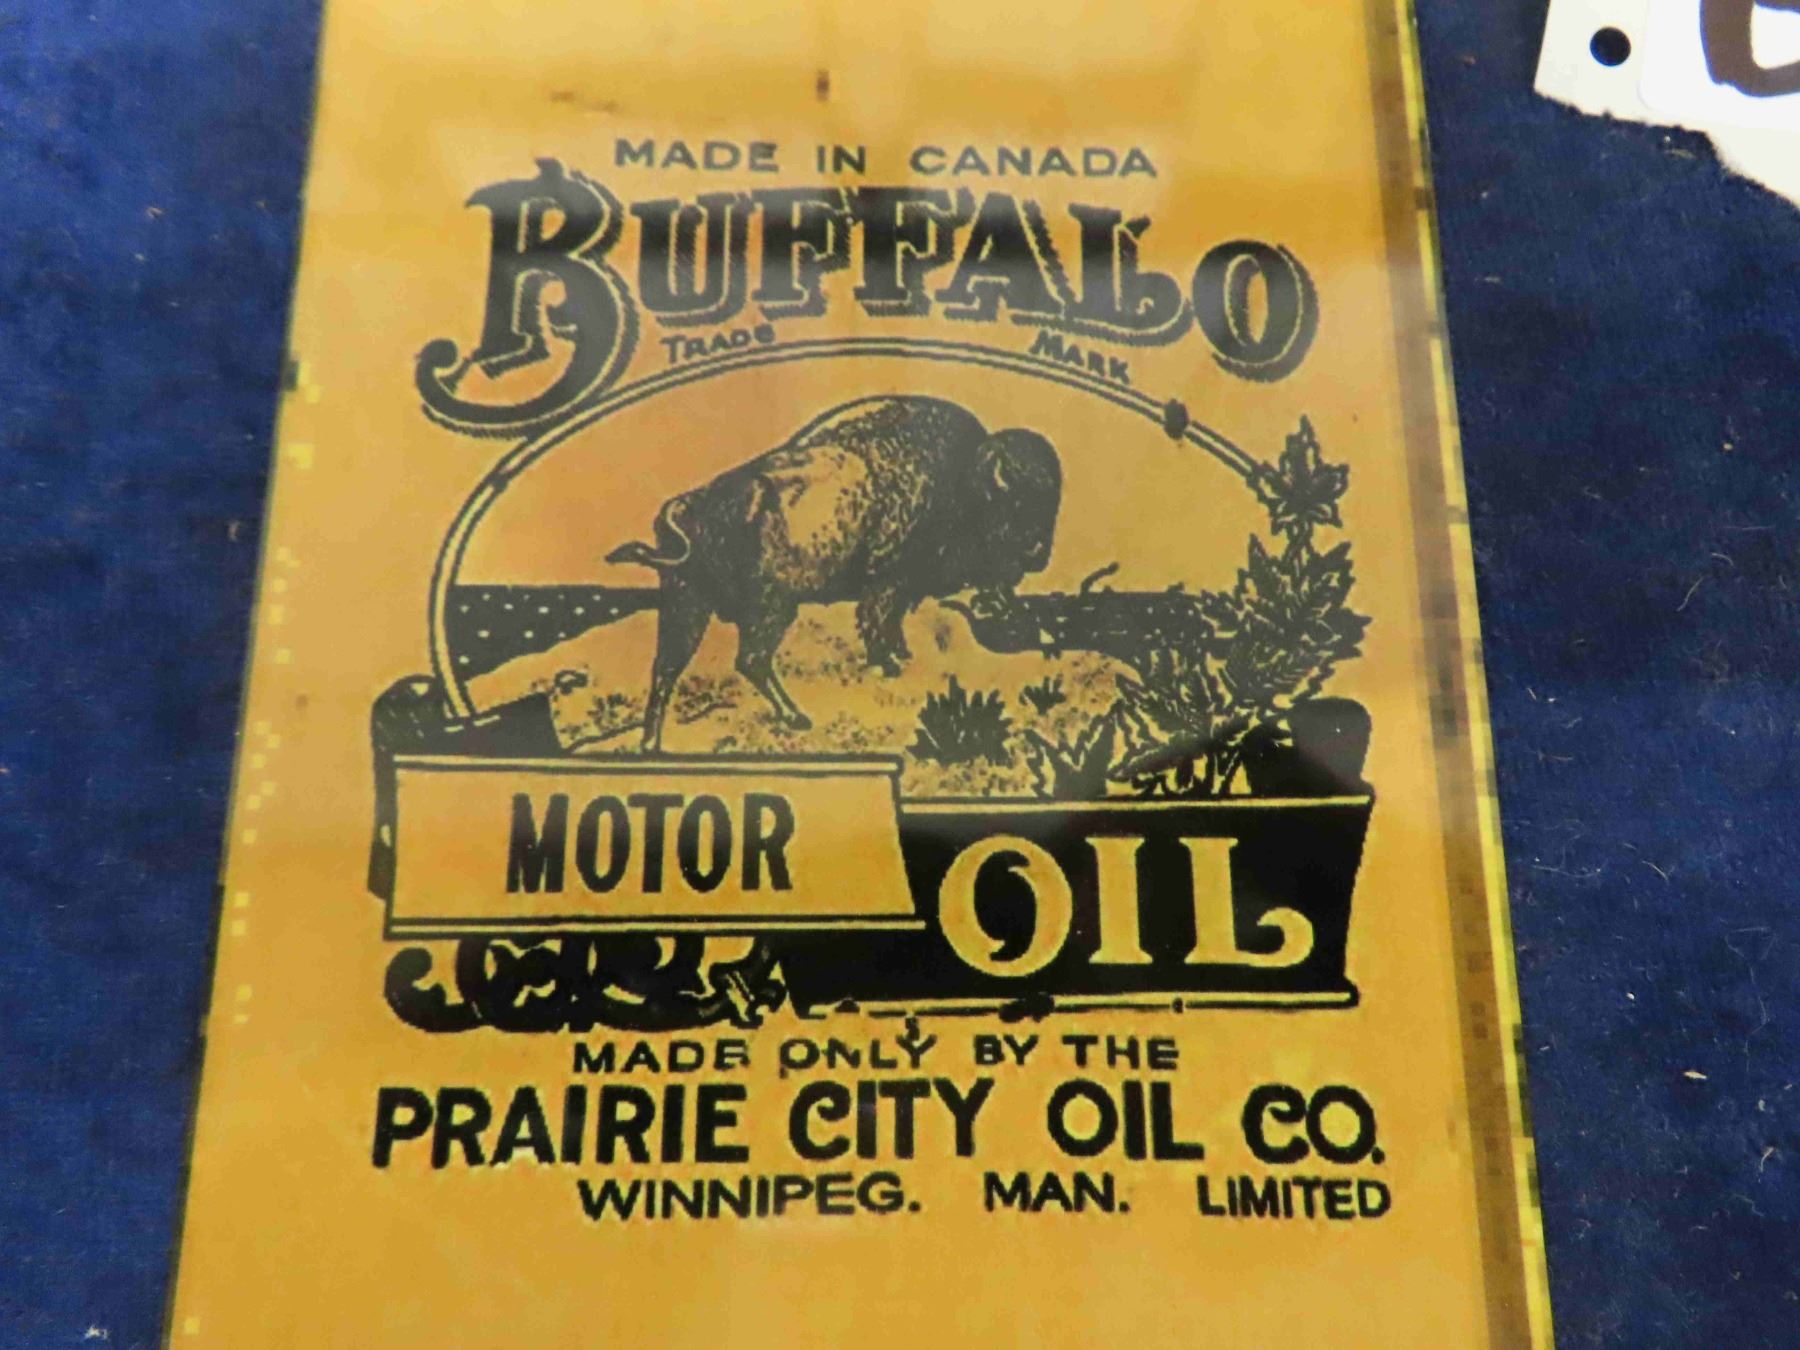 MADE IN CANADA
BUFFALO
TRADE MARK
MOTOR
OIL
MADE ONLY BY THE
PRAIRIE CITY OIL CO.
WINNIPEG. MAN. LIMITED